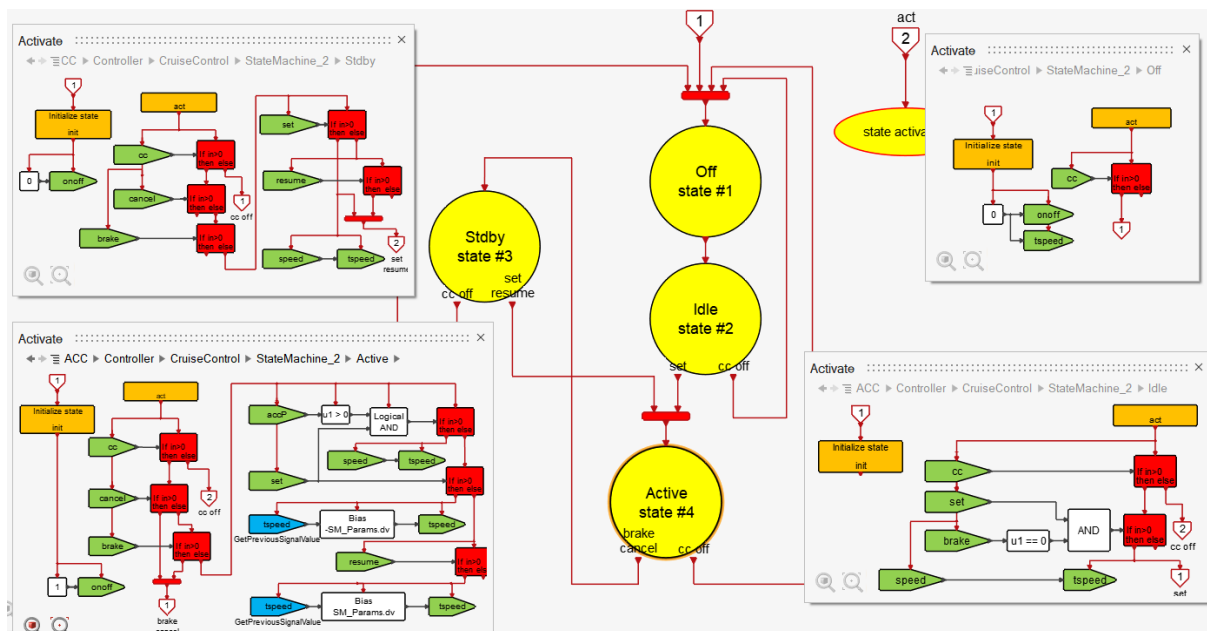 Activate
CC ▸ Controller ▸ CruiseControl ▸ StateMachine_2 ▸ Stdby
1
Initialize state
init
act
cc
If in>0
then else
0
onoff
cancel
If in>0
then else
1
cc off
brake
If in>0
then else
set
If in>0
then else
resume
If in>0
then else
speed
tspeed
2
set
resume
1
act
2
state activa
Off
state #1
Stdby
state #3
cc off
set
resume
Idle
state #2
set
cc off
Active
state #4
brake
cancel
cc off
Activate
StateMachine_2 ▸ Off
1
Initialize state
init
act
cc
If in>0
then else
0
onoff
tspeed
1
Activate
ACC ▸ Controller ▸ CruiseControl ▸ StateMachine_2 ▸ Active ▸
1
Initialize state
init
act
cc
If in>0
then else
2
cc off
cancel
If in>0
then else
brake
If in>0
then else
1
onoff
1
brake
accP
u1 > 0
Logical
AND
If in>0
then else
speed
tspeed
set
If in>0
then else
tspeed
GetPreviousSignalValue
Bias
-SM_Params.dv
tspeed
resume
If in>0
tspeed
GetPreviousSignalValue
Bias
SM_Params.dv
tspeed
Activate
ACC ▸ Controller ▸ CruiseControl ▸ StateMachine_2 ▸ Idle
1
Initialize state
init
act
cc
If in>0
then else
set
brake
u1 == 0
AND
If in>0
then else
2
cc off
speed
tspeed
1
set